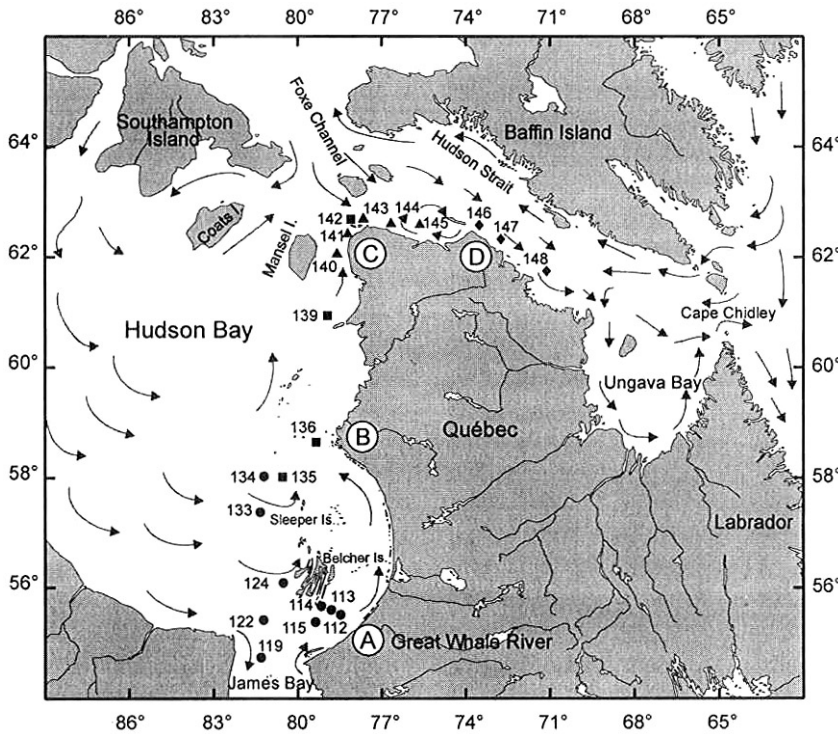 86° 83° 80° 77° 74° 71° 68° 65°
64°
62°
60°
58°
56°
Southampton
Island
Foxe Channel
Baffin Island
Hudson Strait
Coats I.
Mansel I.
142
143
144
145
146
147
148
141
140
139
C
D
Cape Chidley
Hudson Bay
Ungava Bay
136
B
Québec
134
135
133
Sleeper Is.
Labrador
Belcher Is.
124
114
113
122
115
112
A
Great Whale River
119
James Bay
86° 83° 80° 77° 74° 71° 68° 65°